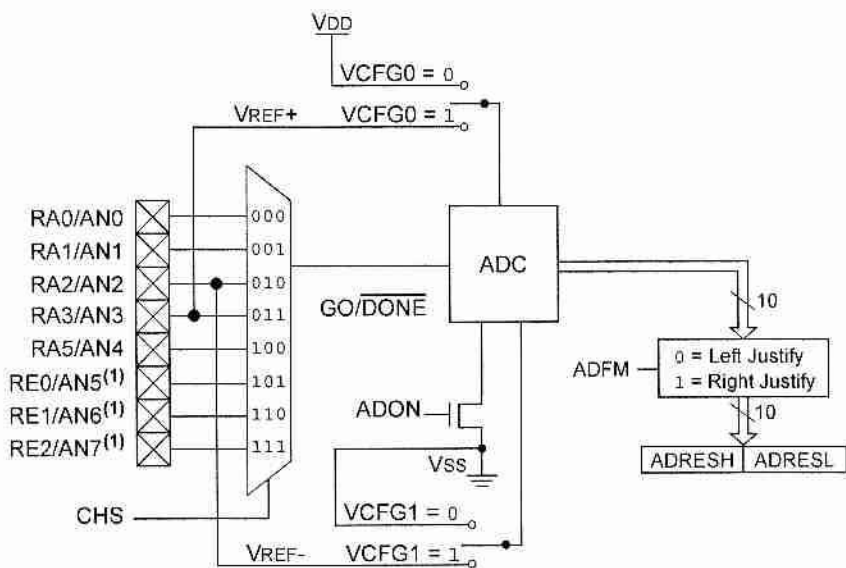 VDD
VCFG0 = 0
VREF+ VCFG0 = 1
RA0/AN0 000
RA1/AN1 001
RA2/AN2 010
RA3/AN3 011
RA5/AN4 100
RE0/AN5(1) 101
RE1/AN6(1) 110
RE2/AN7(1) 111
CHS
GO/DONE
ADC
10
ADFM
0 = Left Justify
1 = Right Justify
10
ADRESH ADRESL
ADON
VSS
VCFG1 = 0
VREF- VCFG1 = 1